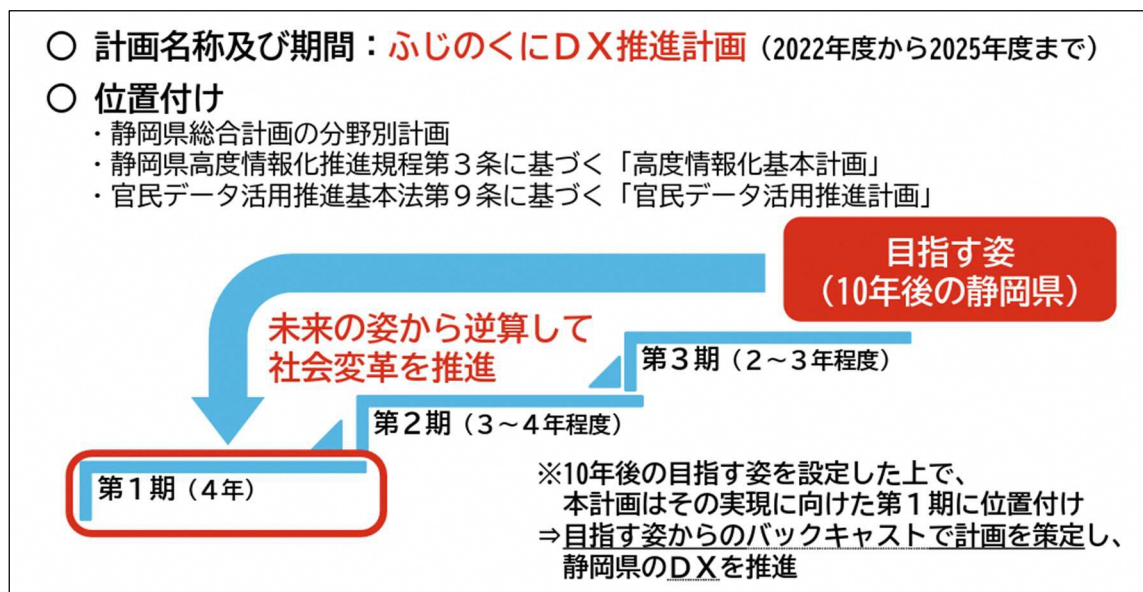 ○ 計画名称及び期間：ふじのくにＤＸ推進計画（2022年度から2025年度まで）
○ 位置付け
・静岡県総合計画の分野別計画
・静岡県高度情報化推進規程第３条に基づく「高度情報化基本計画」
・官民データ活用推進基本法第９条に基づく「官民データ活用推進計画」
目指す姿
（10年後の静岡県）
未来の姿から逆算して
社会変革を推進
第３期（２～３年程度）
第２期（３～４年程度）
第１期（４年）
※10年後の目指す姿を設定した上で、
本計画はその実現に向けた第１期に位置付け
⇒目指す姿からのバックキャストで計画を策定し、
静岡県のＤＸを推進